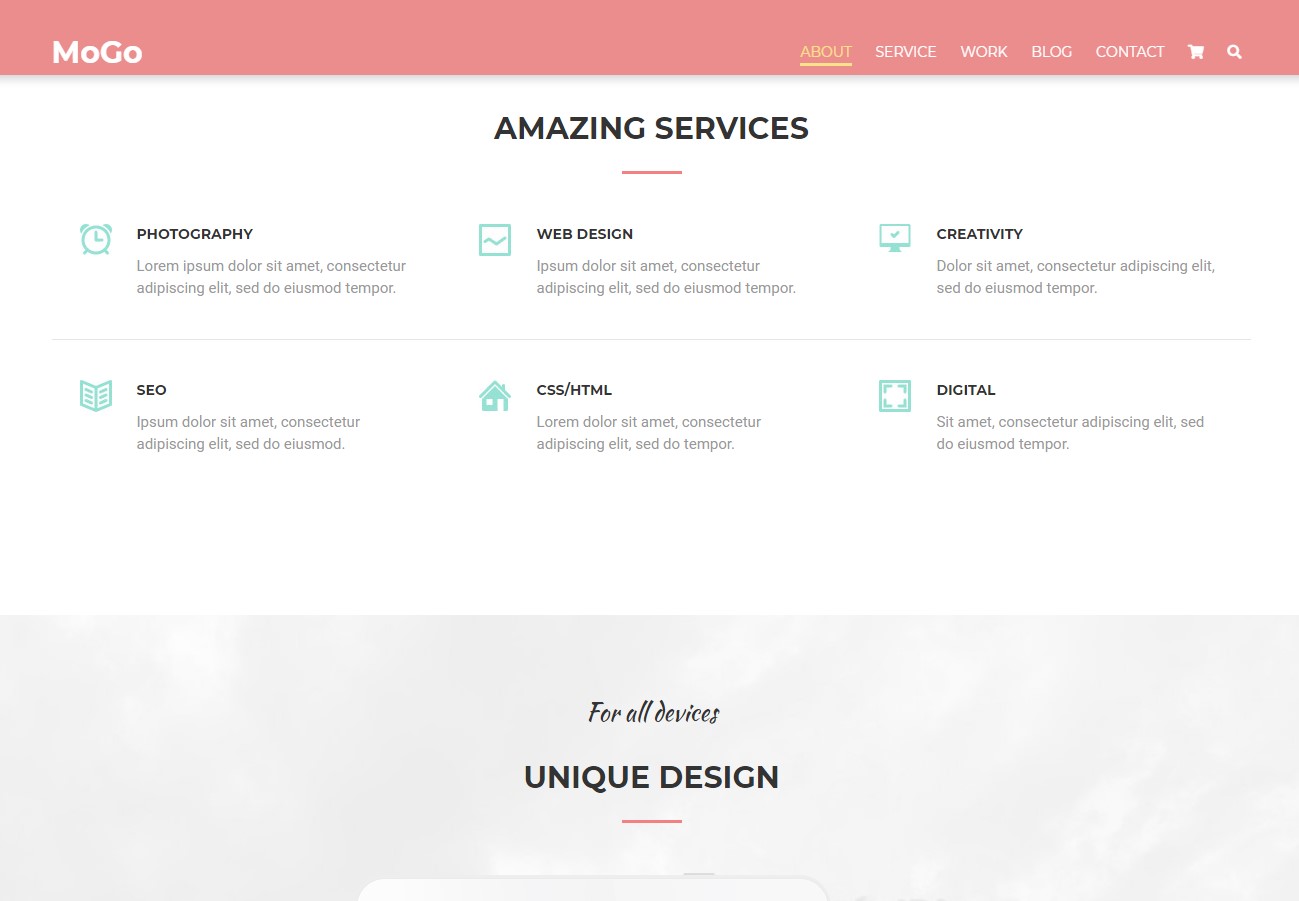 MoGo
ABOUT SERVICE WORK BLOG CONTACT
AMAZING SERVICES
PHOTOGRAPHY
Lorem ipsum dolor sit amet, consectetur
adipiscing elit, sed do eiusmod tempor.
WEB DESIGN
Ipsum dolor sit amet, consectetur
adipiscing elit, sed do eiusmod tempor.
CREATIVITY
Dolor sit amet, consectetur adipiscing elit,
sed do eiusmod tempor.
SEO
Ipsum dolor sit amet, consectetur
adipiscing elit, sed do eiusmod.
CSS/HTML
Lorem dolor sit amet, consectetur
adipiscing elit, sed do tempor.
DIGITAL
Sit amet, consectetur adipiscing elit, sed
do eiusmod tempor.
For all devices
UNIQUE DESIGN